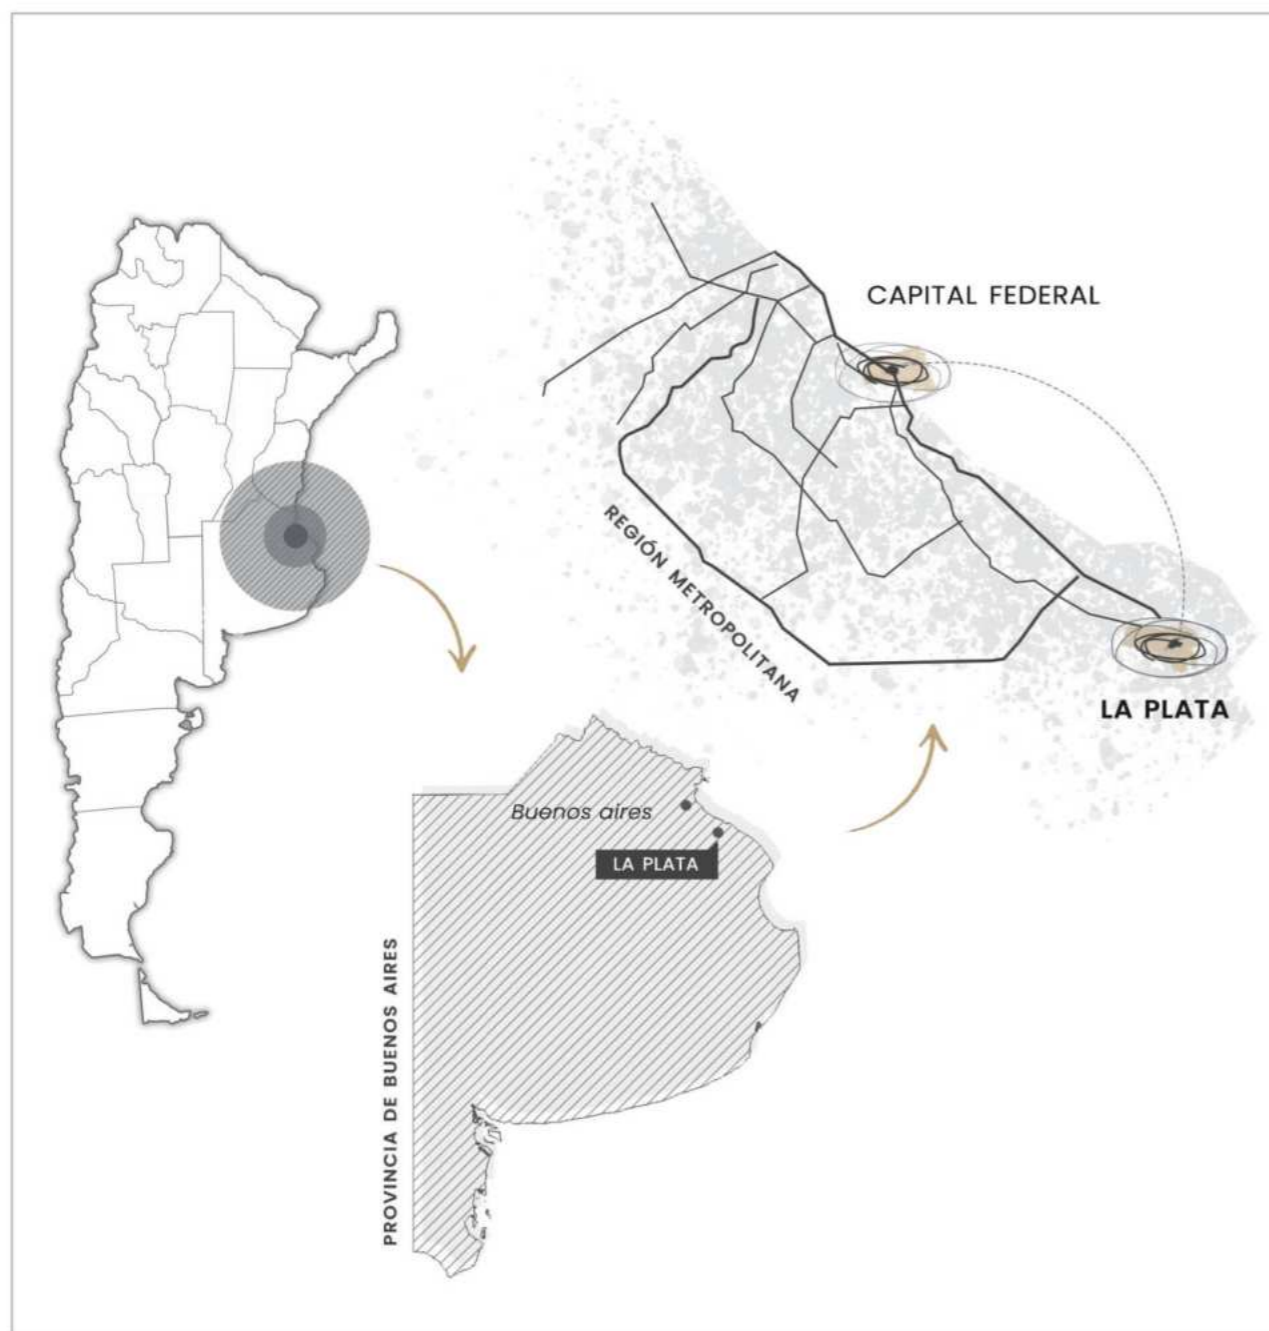 CAPITAL FEDERAL
REGIÓN METROPOLITANA
LA PLATA
Buenos aires
LA PLATA
PROVINCIA DE BUENOS AIRES